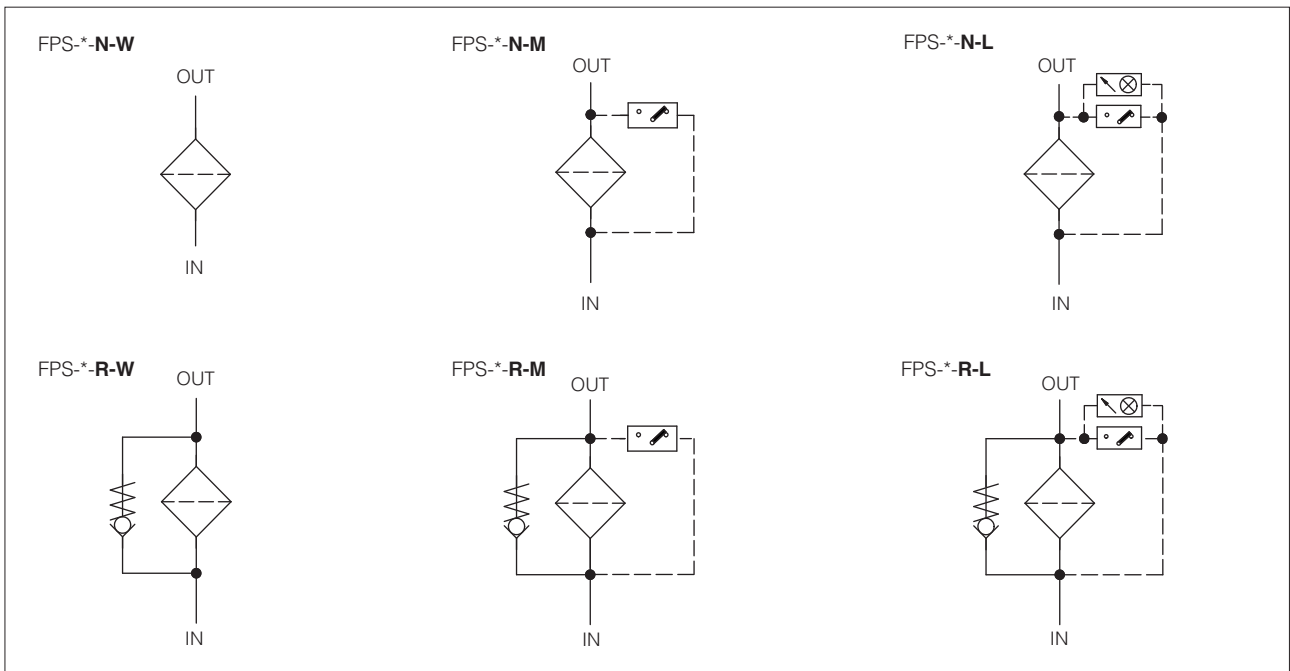 FPS-*-N-W
OUT
IN
FPS-*-N-M
OUT
IN
FPS-*-N-L
OUT
IN
FPS-*-R-W
OUT
IN
FPS-*-R-M
OUT
IN
FPS-*-R-L
OUT
IN